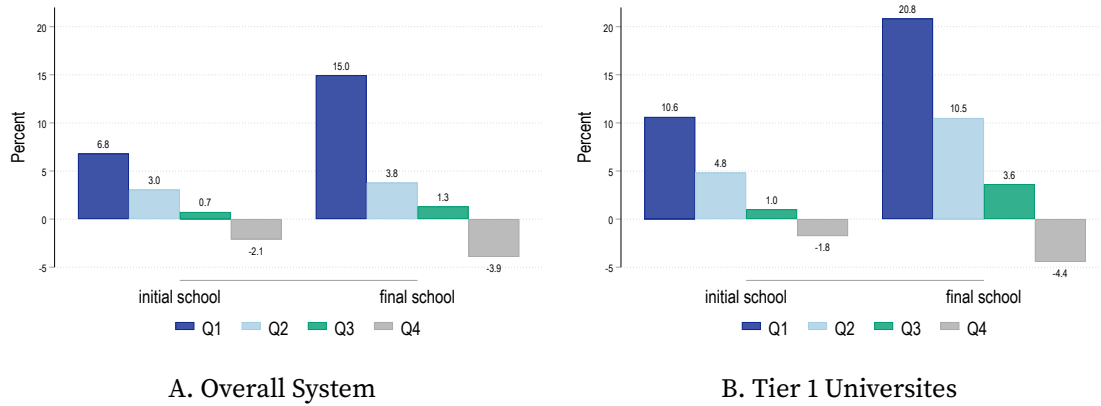 20
15
10
5
0
-5
Percent
6.8
3.0
0.7
-2.1
15.0
3.8
1.3
-3.9
initial school
final school
Q1 Q2 Q3 Q4
A. Overall System
20
15
10
5
0
-5
Percent
10.6
4.8
1.0
-1.8
20.8
10.5
3.6
-4.4
initial school
final school
Q1 Q2 Q3 Q4
B. Tier 1 Universites